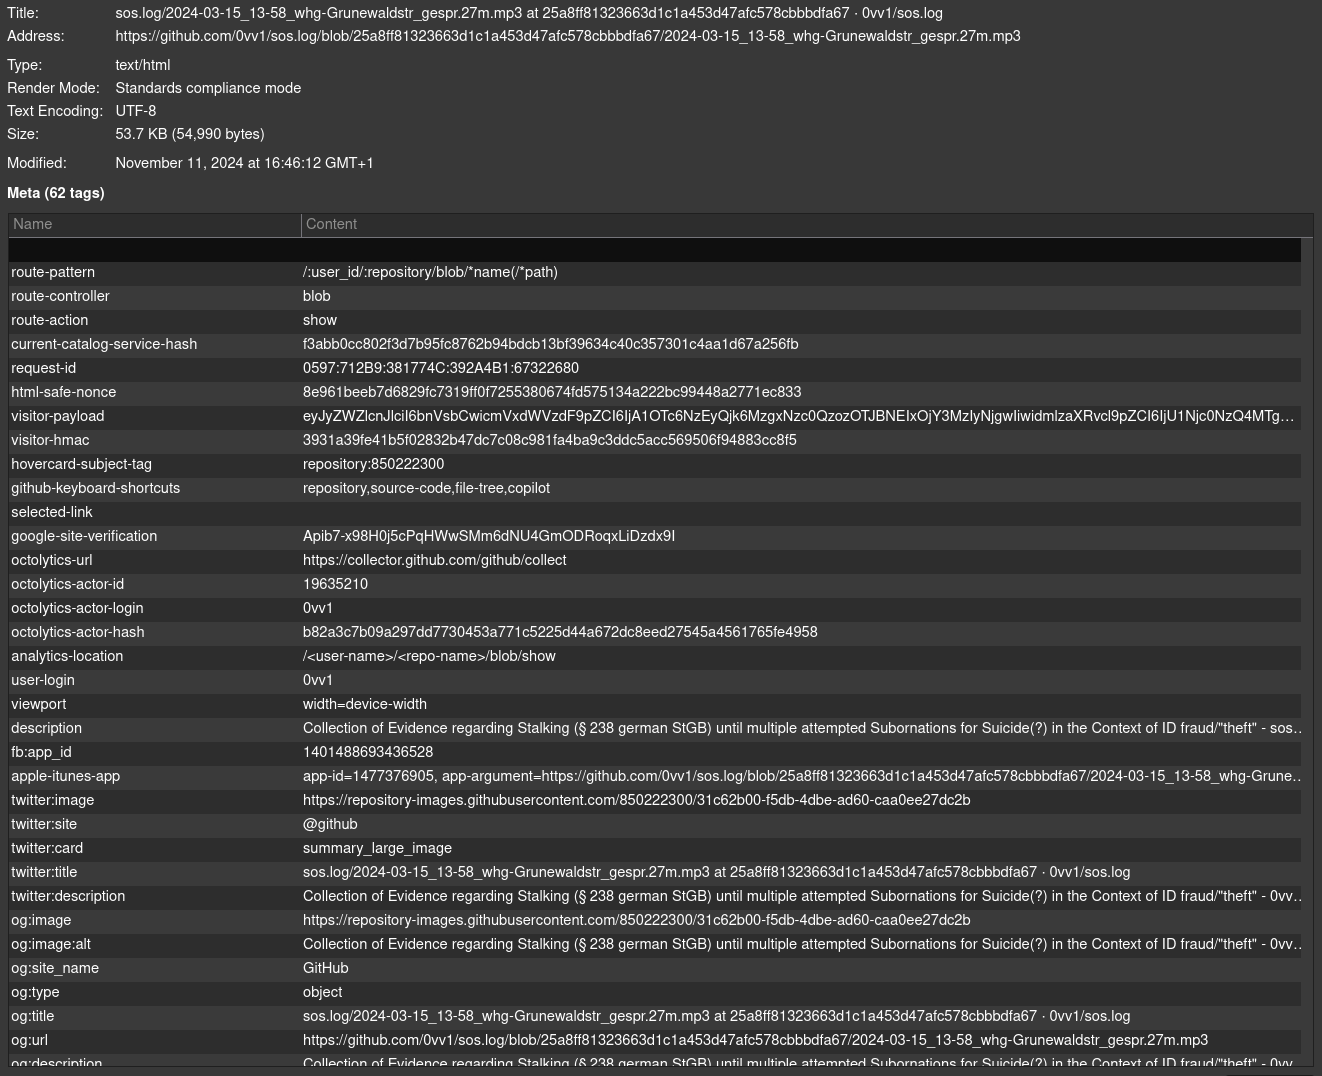 Title: sos.log/2024-03-15_13-58_whg-Grunewaldstr_gespr.27m.mp3 at 25a8ff81323663d1c1a453d47afc578cbbbdfa67 · 0vv1/sos.log
Address: https://github.com/0vv1/sos.log/blob/25a8ff81323663d1c1a453d47afc578cbbbdfa67/2024-03-15_13-58_whg-Grunewaldstr_gespr.27m.mp3
Type: text/html
Render Mode: Standards compliance mode
Text Encoding: UTF-8
Size: 53.7 KB (54,990 bytes)
Modified: November 11, 2024 at 16:46:12 GMT+1
Meta (62 tags)
Name Content
route-pattern /:user_id/:repository/blob/*name(/*path)
route-controller blob
route-action show
current-catalog-service-hash f3abb0cc802f3d7b95fc8762b94bdcb13bf39634c40c357301c4aa1d67a256fb
request-id 0597:712B9:381774C:392A4B1:67322680
html-safe-nonce 8e961beeb7d6829fc7319ff0f7255380674fd575134a222bc99448a2771ec833
visitor-payload eyJyZWZlcnJlciI6bnVsbCwicmVxdWVzdF9pZCI6IjA1OTc6NzEyQjk6MzgxNzc0QzozOTJBNEIxOjY3MzIyNjgwIiwidmlzaXRvcl9pZCI6IjU1Njc0NzQ4MTg…
visitor-hmac 3931a39fe41b5f02832b47dc7c08c981fa4ba9c3ddc5acc569506f94883cc8f5
hovercard-subject-tag repository:850222300
github-keyboard-shortcuts repository,source-code,file-tree,copilot
selected-link
google-site-verification Apib7-x98H0j5cPqHWwSMm6dNU4GmODRoqxLiDzdx9I
octolytics-url https://collector.github.com/github/collect
octolytics-actor-id 19635210
octolytics-actor-login 0vv1
octolytics-actor-hash b82a3c7b09a297dd7730453a771c5225d44a672dc8eed27545a4561765fe4958
analytics-location /<user-name>/<repo-name>/blob/show
user-login 0vv1
viewport width=device-width
description Collection of Evidence regarding Stalking (§ 238 german StGB) until multiple attempted Subornations for Suicide(?) in the Context of ID fraud/"theft" - sos…
fb:app_id 1401488693436528
apple-itunes-app app-id=1477376905, app-argument=https://github.com/0vv1/sos.log/blob/25a8ff81323663d1c1a453d47afc578cbbbdfa67/2024-03-15_13-58_whg-Grune…
twitter:image https://repository-images.githubusercontent.com/850222300/31c62b00-f5db-4dbe-ad60-caa0ee27dc2b
twitter:site @github
twitter:card summary_large_image
twitter:title sos.log/2024-03-15_13-58_whg-Grunewaldstr_gespr.27m.mp3 at 25a8ff81323663d1c1a453d47afc578cbbbdfa67 · 0vv1/sos.log
twitter:description Collection of Evidence regarding Stalking (§ 238 german StGB) until multiple attempted Subornations for Suicide(?) in the Context of ID fraud/"theft" - 0vv…
og:image https://repository-images.githubusercontent.com/850222300/31c62b00-f5db-4dbe-ad60-caa0ee27dc2b
og:image:alt Collection of Evidence regarding Stalking (§ 238 german StGB) until multiple attempted Subornations for Suicide(?) in the Context of ID fraud/"theft" - 0vv…
og:site_name GitHub
og:type object
og:title sos.log/2024-03-15_13-58_whg-Grunewaldstr_gespr.27m.mp3 at 25a8ff81323663d1c1a453d47afc578cbbbdfa67 · 0vv1/sos.log
og:url https://github.com/0vv1/sos.log/blob/25a8ff81323663d1c1a453d47afc578cbbbdfa67/2024-03-15_13-58_whg-Grunewaldstr_gespr.27m.mp3
og:description Collection of Evidence regarding Stalking (§ 238 german StGB) until multiple attempted Subornations for Suicide(?) in the Context of ID fraud/"theft" - 0vv…